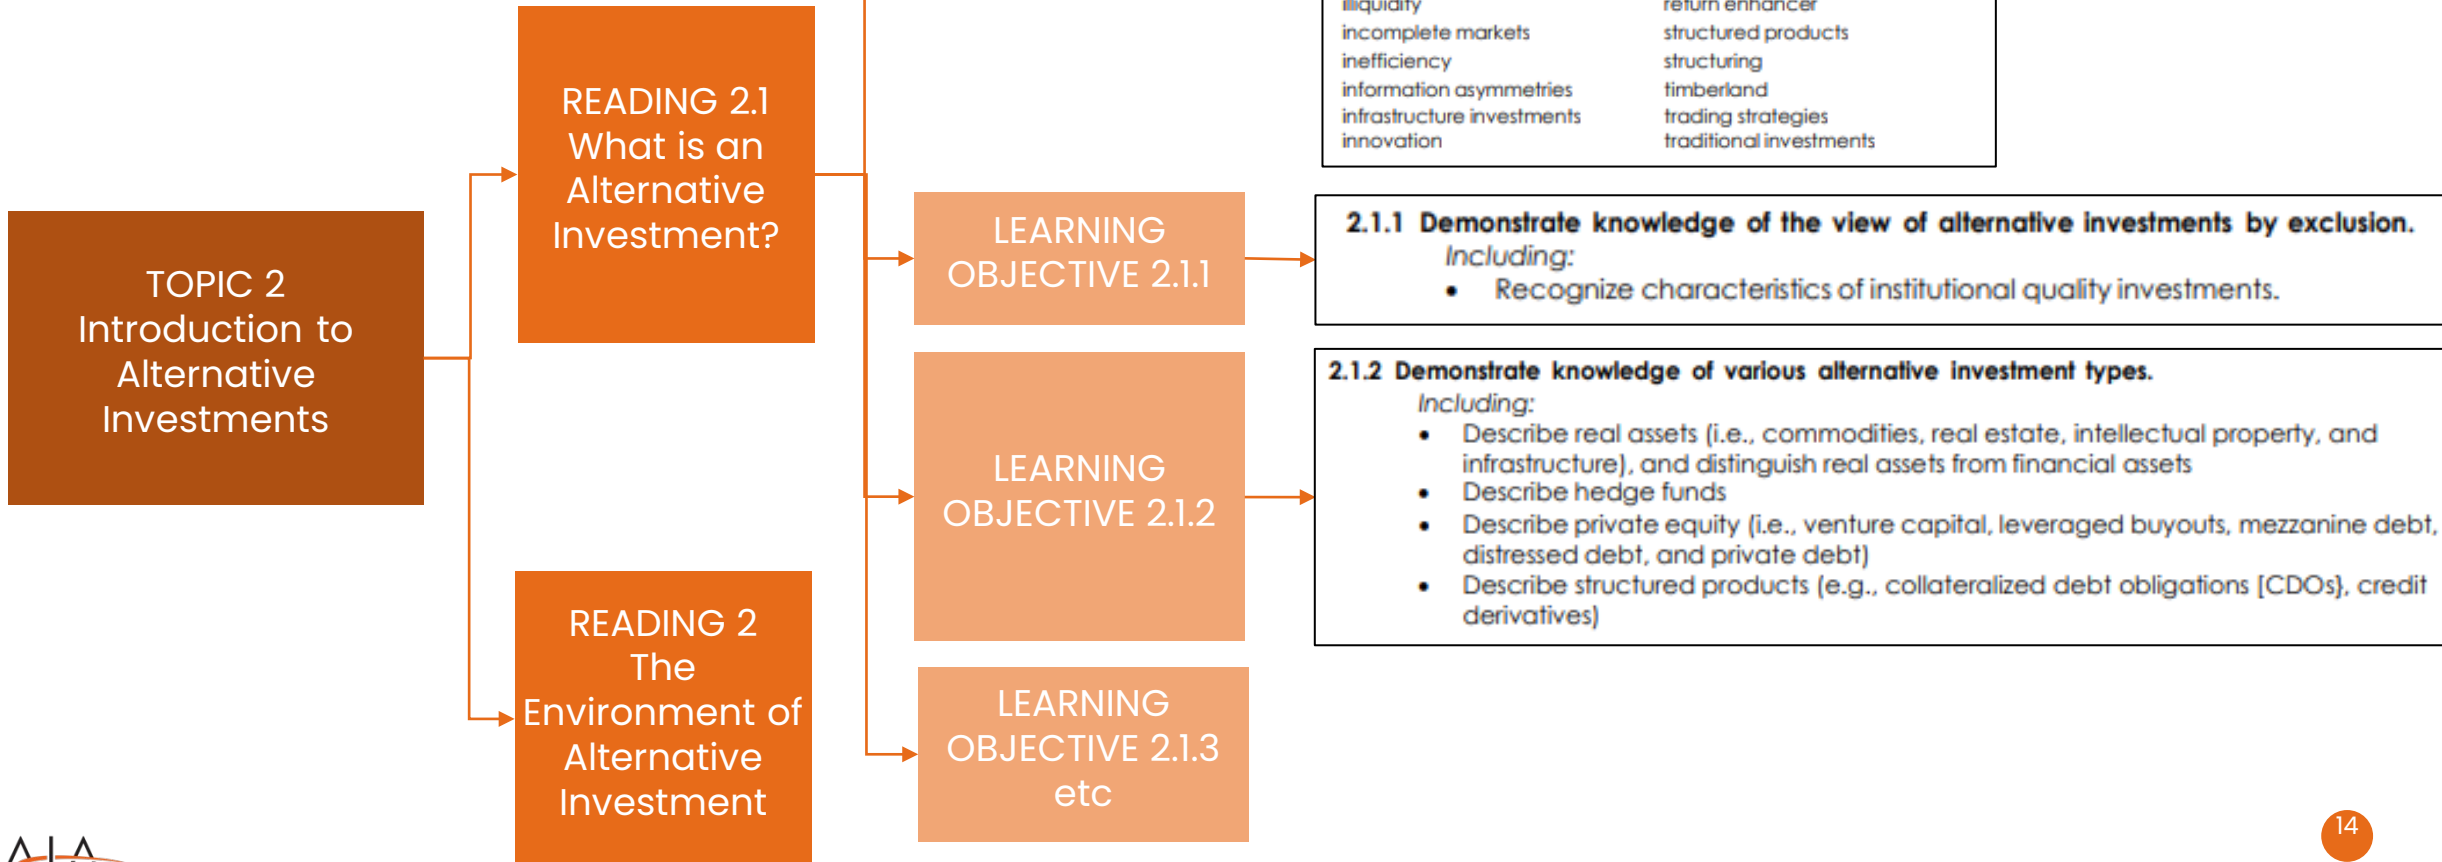 illiquidity
return enhancer
incomplete markets
structured products
inefficiency
structuring
information asymmetries
timberland
infrastructure investments
trading strategies
innovation
traditional investments
TOPIC 2
Introduction to
Alternative
Investments
READING 2.1
What is an
Alternative
Investment?
READING 2
The
Environment of
Alternative
Investment
LEARNING
OBJECTIVE 2.1.1
2.1.1 Demonstrate knowledge of the view of alternative investments by exclusion.
Including:
• Recognize characteristics of institutional quality investments.
LEARNING
OBJECTIVE 2.1.2
2.1.2 Demonstrate knowledge of various alternative investment types.
Including:
• Describe real assets (i.e., commodities, real estate, intellectual property, and
infrastructure), and distinguish real assets from financial assets
• Describe hedge funds
• Describe private equity (i.e., venture capital, leveraged buyouts, mezzanine debt,
distressed debt, and private debt)
• Describe structured products (e.g., collateralized debt obligations [CDOs}, credit
derivatives)
LEARNING
OBJECTIVE 2.1.3
etc
14